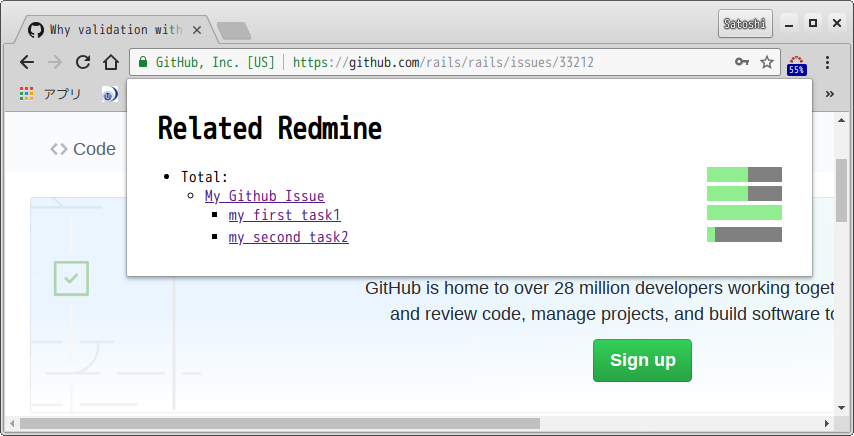 Satoshi
Why validation with
GitHub, Inc. [US] https://github.com/rails/rails/issues/33212
55%
アプリ
»
Related Redmine
Total:
My Github Issue
my first task1
my second task2
Code
GitHub is home to over 28 million developers working
and review code, manage projects, and build software
Sign up